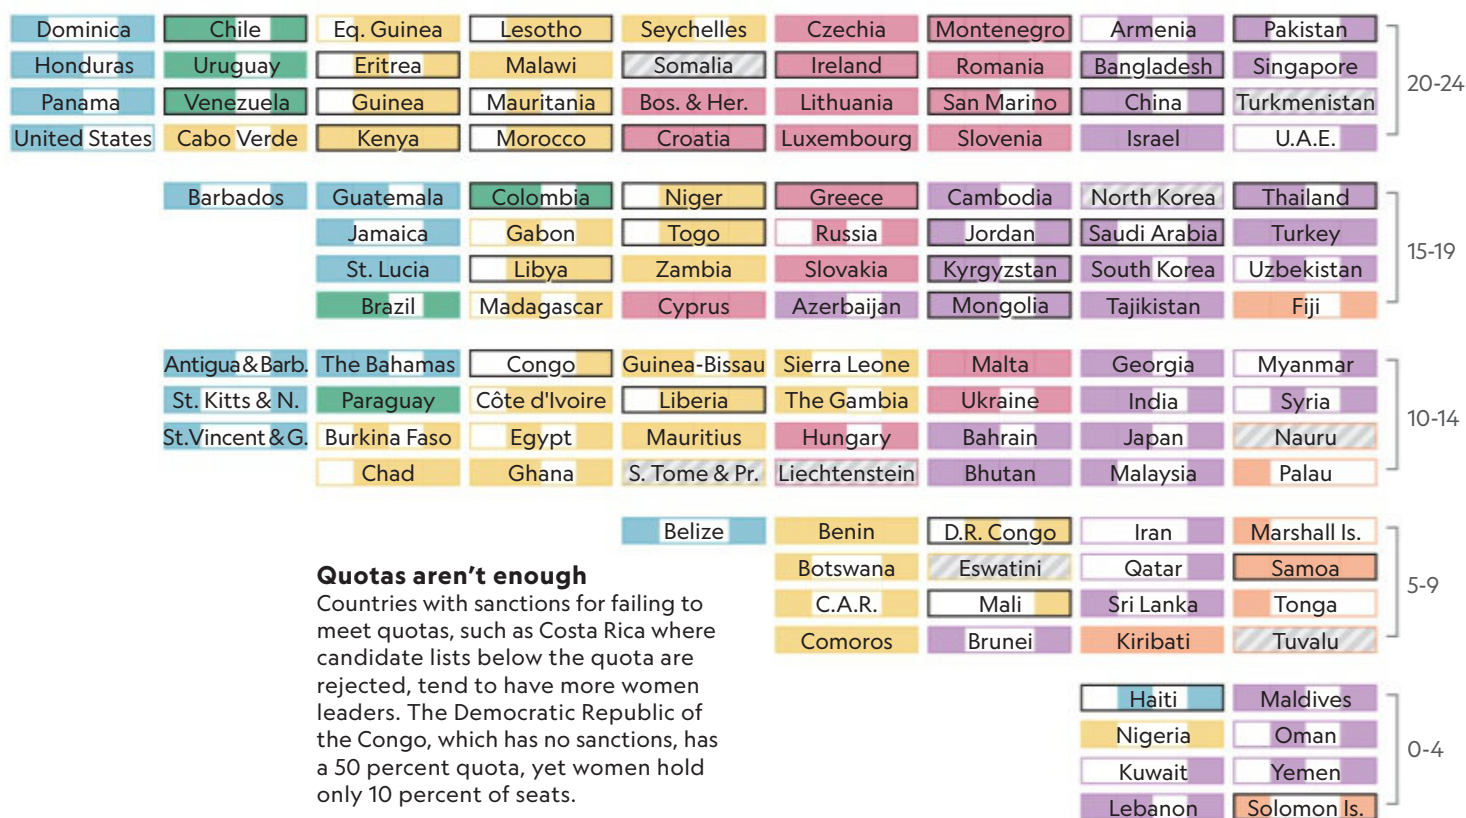 Dominica Chile Eq. Guinea Lesotho Seychelles Czechia Montenegro Armenia Pakistan
Honduras Uruguay Eritrea Malawi Somalia Ireland Romania Bangladesh Singapore
20-24
Panama Venezuela Guinea Mauritania Bos. & Her. Lithuania San Marino China Turkmenistan
United States Cabo Verde Kenya Morocco Croatia Luxembourg Slovenia Israel U.A.E.
Barbados Guatemala Colombia Niger Greece Cambodia North Korea Thailand
Jamaica Gabon Togo Russia Jordan Saudi Arabia Turkey
15-19
St. Lucia Libya Zambia Slovakia Kyrgyzstan South Korea Uzbekistan
Brazil Madagascar Cyprus Azerbaijan Mongolia Tajikistan Fiji
Antigua & Barb. The Bahamas Congo Guinea-Bissau Sierra Leone Malta Georgia Myanmar
St. Kitts & N. Paraguay Côte d'Ivoire Liberia The Gambia Ukraine India Syria
10-14
St.Vincent & G. Burkina Faso Egypt Mauritius Hungary Bahrain Japan Nauru
Chad Ghana S. Tome & Pr. Liechtenstein Bhutan Malaysia Palau
Belize Benin D.R. Congo Iran Marshall Is.
Botswana Eswatini Qatar Samoa
5-9
C.A.R. Mali Sri Lanka Tonga
Comoros Brunei Kiribati Tuvalu
Quotas aren't enough
Countries with sanctions for failing to
meet quotas, such as Costa Rica where
candidate lists below the quota are
rejected, tend to have more women
leaders. The Democratic Republic of
the Congo, which has no sanctions, has
a 50 percent quota, yet women hold
only 10 percent of seats.
Haiti Maldives
Nigeria Oman
0-4
Kuwait Yemen
Lebanon Solomon Is.